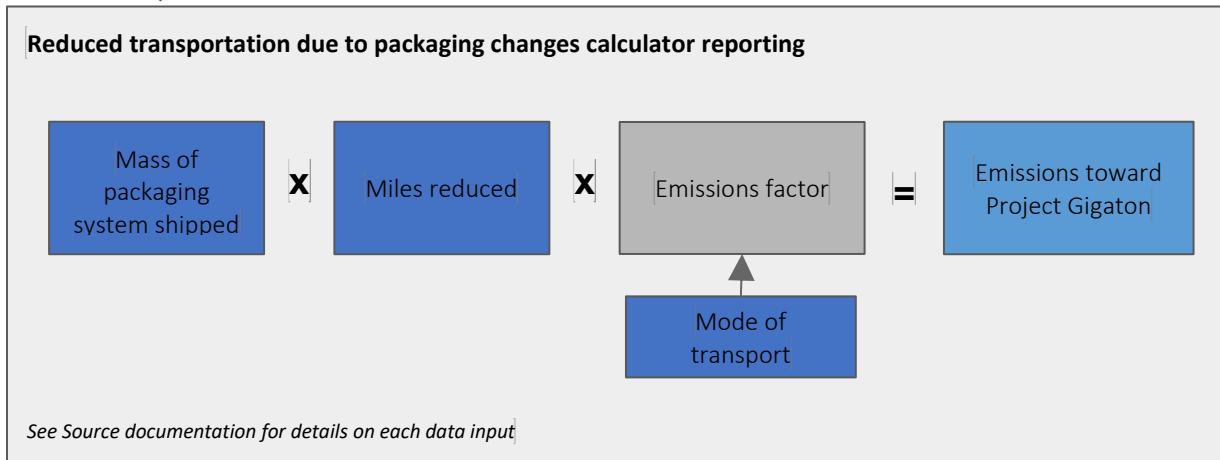 Reduced transportation due to packaging changes calculator reporting
Mass of
packaging
system shipped
x
Miles reduced
x
Emissions factor
=
Emissions toward
Project Gigaton
Mode of
transport
See Source documentation for details on each data input